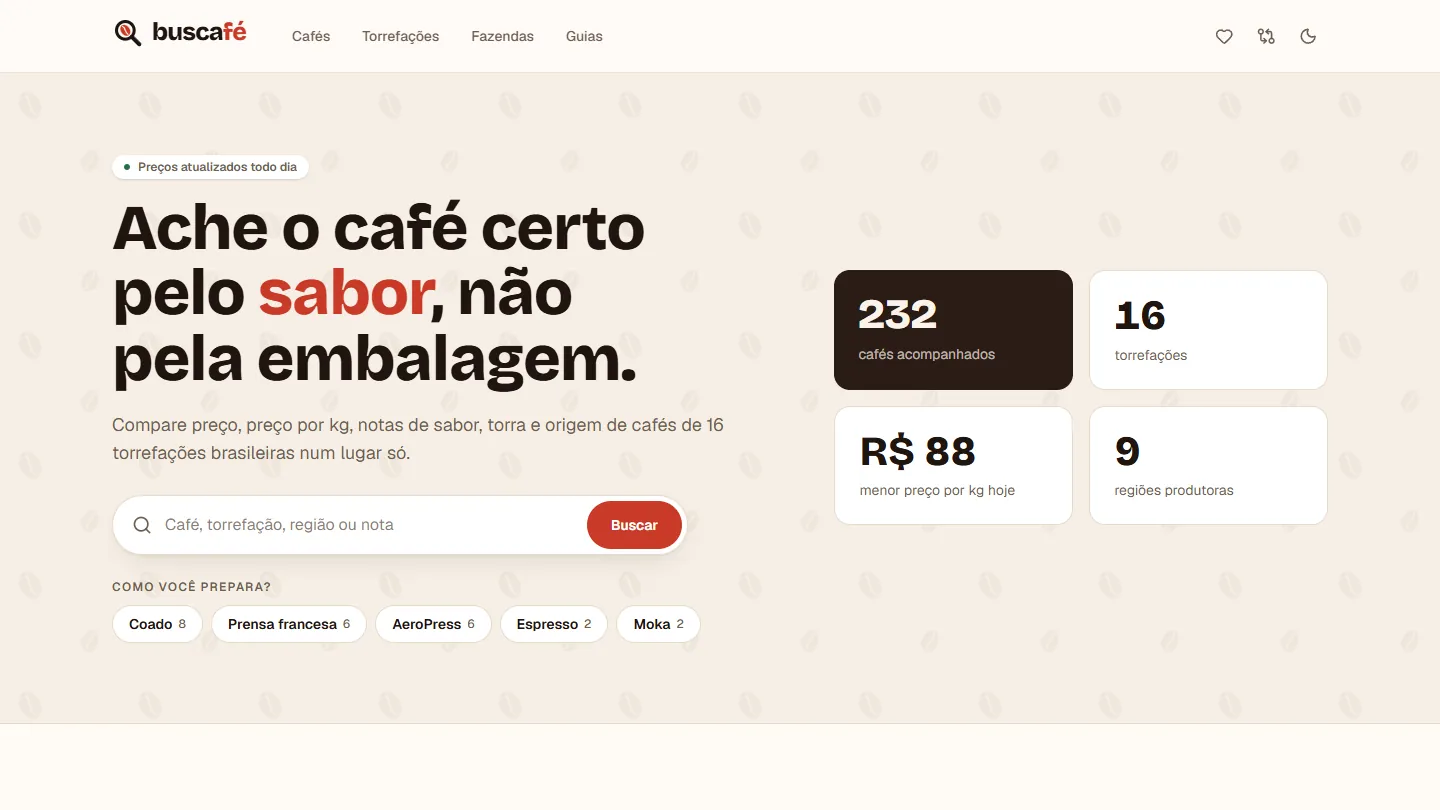 buscafé
Cafés
Torrefações
Fazendas
Guias
Preços atualizados todo dia
Ache o café certo
pelo sabor, não
pela embalagem.
Compare preço, preço por kg, notas de sabor, torra e origem de cafés de 16
torrefações brasileiras num lugar só.
Café, torrefação, região ou nota
Buscar
COMO VOCÊ PREPARA?
Coado 8
Prensa francesa 6
AeroPress 6
Espresso 2
Moka 2
232
cafés acompanhados
16
torrefações
R$ 88
menor preço por kg hoje
9
regiões produtoras